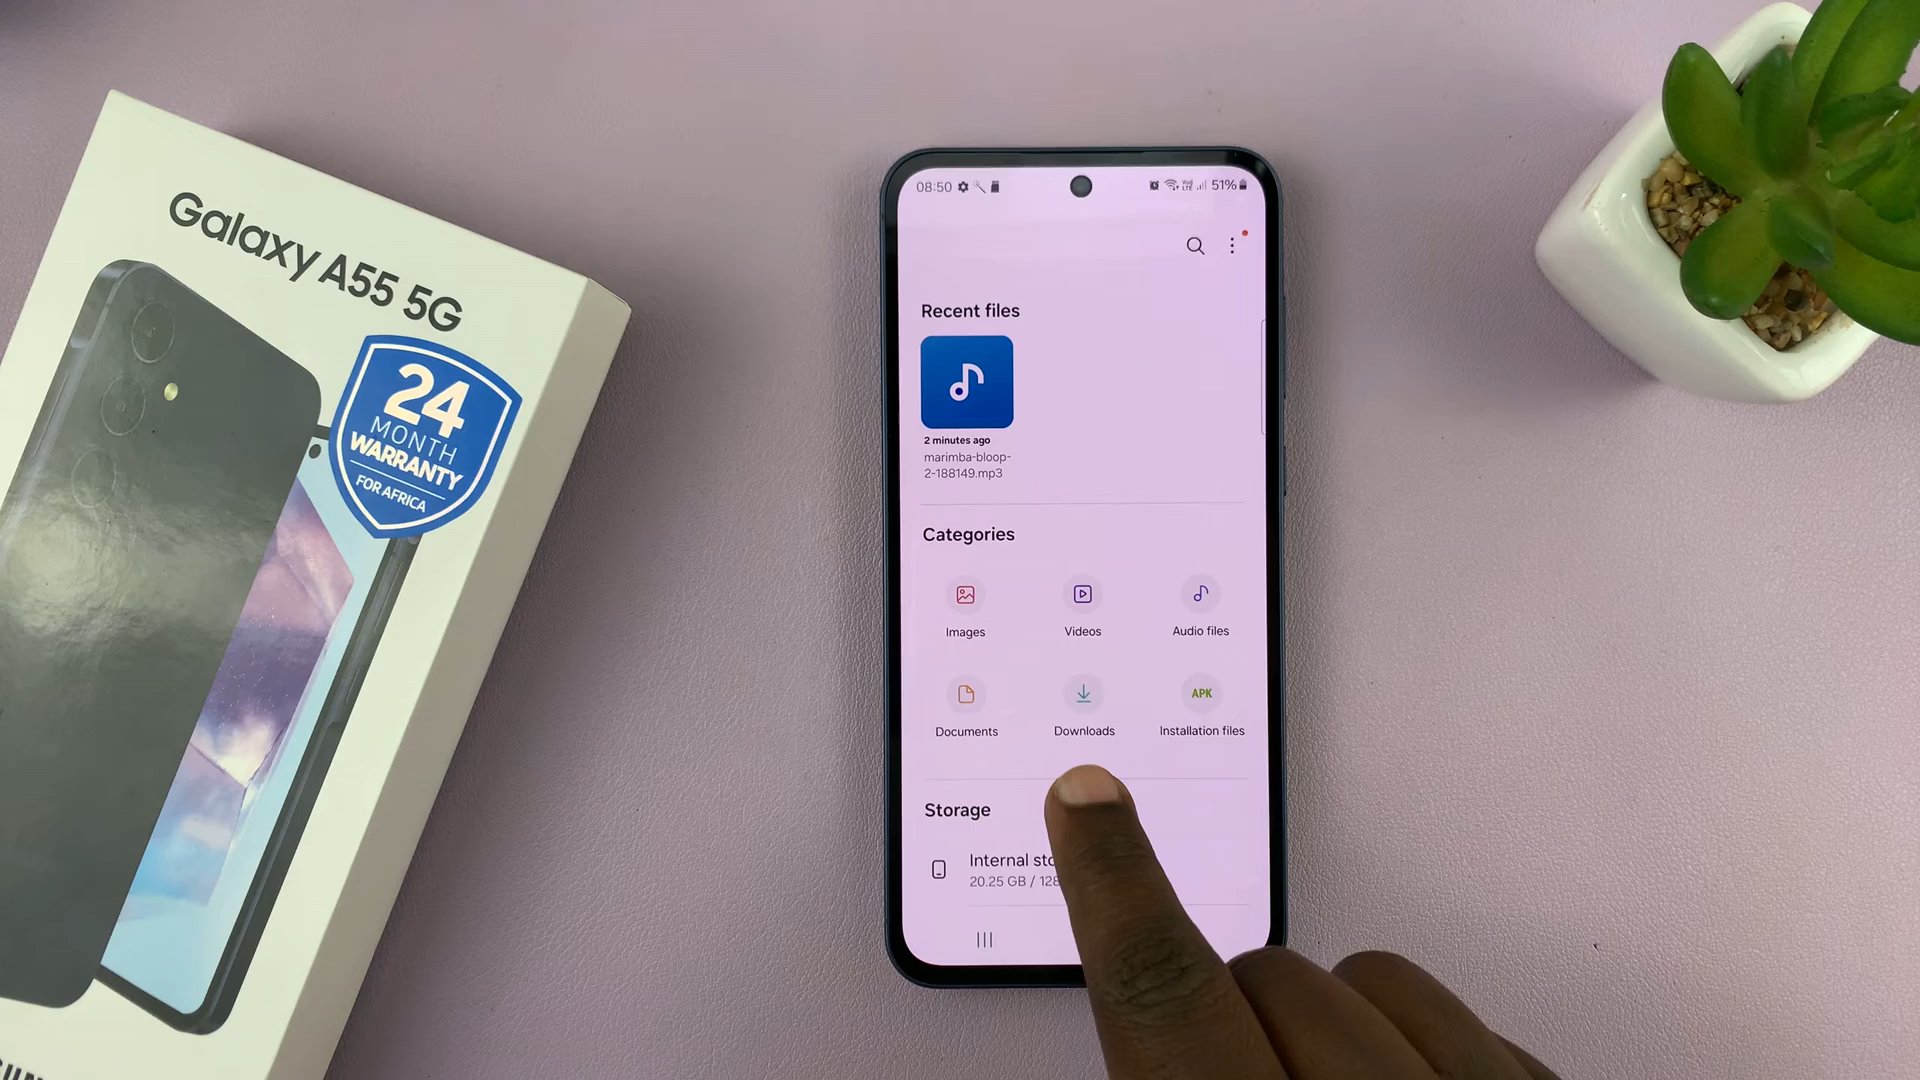 Galaxy A55 5G
24
MONTH
WARRANTY
FOR AFRICA
08:50
51%
Recent files
2 minutes ago
marimba-bloop-
2-188149.mp3
Categories
Images
Videos
Audio files
Documents
Downloads
APK
Installation files
Storage
Internal sto
20.25 GB / 128